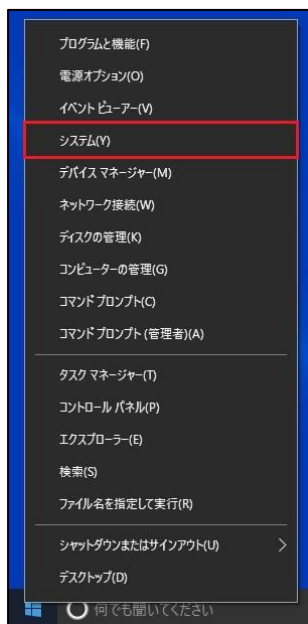 プログラムと機能(F)
電源オプション(O)
イベント ビューアー(V)
システム(Y)
デバイス マネージャー(M)
ネットワーク接続(W)
ディスクの管理(K)
コンピューターの管理(G)
コマンド プロンプト(C)
コマンド プロンプト (管理者)(A)
タスク マネージャー(T)
コントロール パネル(P)
エクスプローラー(E)
検索(S)
ファイル名を指定して実行(R)
シャットダウンまたはサインアウト(U)
デスクトップ(D)
何でも聞いてください